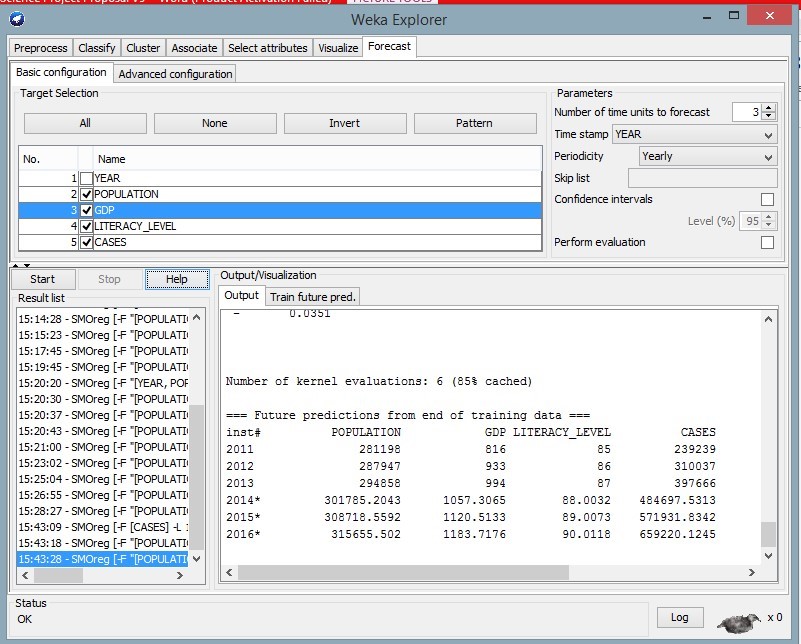 Science Project Proposal v9 - Word (Product Activation Failed) PICTURE TOOLS
Weka Explorer
Preprocess Classify Cluster Associate Select attributes Visualize Forecast
Basic configuration Advanced configuration
Target Selection
All None Invert Pattern
No. Name
1 YEAR
2 POPULATION
3 GDP
4 LITERACY_LEVEL
5 CASES
Parameters
Number of time units to forecast 3
Time stamp YEAR
Periodicity Yearly
Skip list
Confidence intervals
Level (%) 95
Perform evaluation
Start Stop Help
Result list
15:14:28 - SMOreg [-F "[POPULATI
15:15:23 - SMOreg [-F "[POPULATI
15:17:45 - SMOreg [-F "[POPULATI
15:19:45 - SMOreg [-F "[POPULATI
15:20:20 - SMOreg [-F "[YEAR, POP
15:20:30 - SMOreg [-F "[POPULATI
15:20:37 - SMOreg [-F "[POPULATI
15:20:43 - SMOreg [-F "[POPULATI
15:21:00 - SMOreg [-F "[POPULATI
15:23:02 - SMOreg [-F "[POPULATI
15:25:04 - SMOreg [-F "[POPULATI
15:26:55 - SMOreg [-F "[POPULATI
15:28:27 - SMOreg [-F "[POPULATI
15:43:09 - SMOreg [-F [CASES] -L 1
15:43:18 - SMOreg [-F "[POPULATI
15:43:28 - SMOreg [-F "[POPULATI
Output/Visualization
Output Train future pred.
- 0.0351
Number of kernel evaluations: 6 (85% cached)
=== Future predictions from end of training data ===
inst# POPULATION GDP LITERACY_LEVEL CASES
2011 281198 816 85 239239
2012 287947 933 86 310037
2013 294858 994 87 397666
2014* 301785.2043 1057.3065 88.0032 484697.5313
2015* 308718.5592 1120.5133 89.0073 571931.8342
2016* 315655.502 1183.7176 90.0118 659220.1245
Status
OK
Log x 0